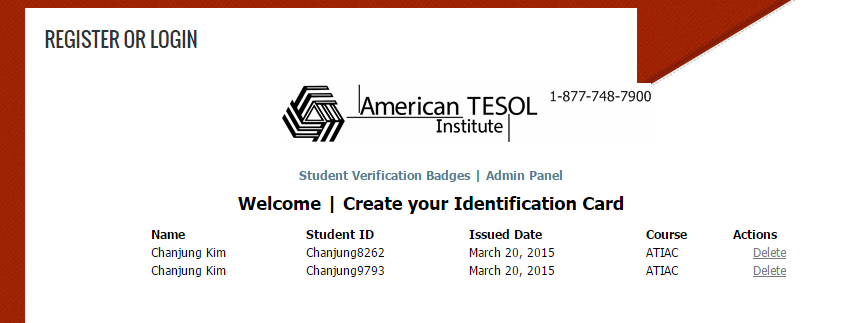 REGISTER OR LOGIN
American TESOL
Institute
1-877-748-7900
Student Verification Badges | Admin Panel
Welcome | Create your Identification Card
Name Student ID Issued Date Course Actions
Chanjung Kim Chanjung8262 March 20, 2015 ATIAC Delete
Chanjung Kim Chanjung9793 March 20, 2015 ATIAC Delete